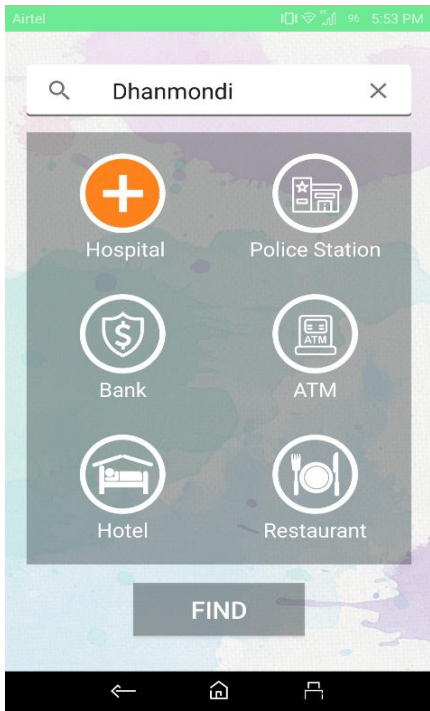 Airtel 96 5:53 PM
Dhanmondi
Hospital Police Station
ATM
Bank ATM
Hotel Restaurant
FIND